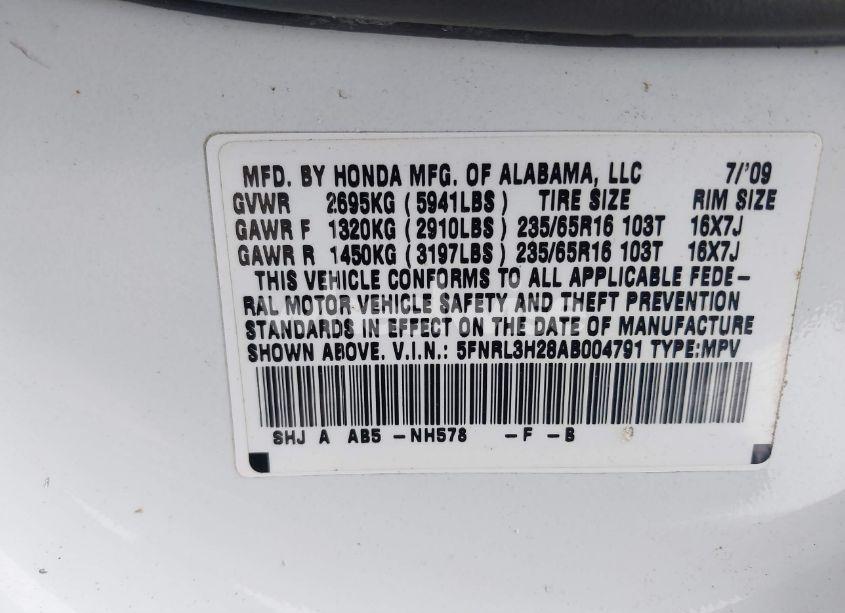 MFD. BY HONDA MFG. OF ALABAMA, LLC 7/'09
GVWR 2695KG (5941LBS) TIRE SIZE RIM SIZE
GAWR F 1320KG (2910LBS) 235/65R16 103T 16X7J
GAWR R 1450KG (3197LBS) 235/65R16 103T 16X7J
THIS VEHICLE CONFORMS TO ALL APPLICABLE FEDE-
RAL MOTOR VEHICLE SAFETY AND THEFT PREVENTION
STANDARDS IN EFFECT ON THE DATE OF MANUFACTURE
SHOWN ABOVE. V.I.N.: 5FNRL3H28AB004791 TYPE:MPV
SHJ A AB5 -NH578 -F -B